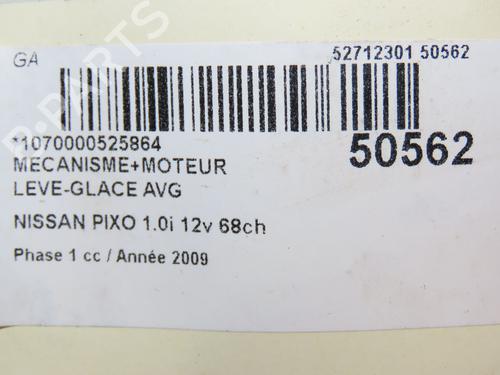 GA
52712301 50562
*1070000525864
50562
MECANISME+MOTEUR
LEVE-GLACE AVG
NISSAN PIXO 1.0i 12v 68ch
Phase 1 cc / Année 2009
B-PARTS